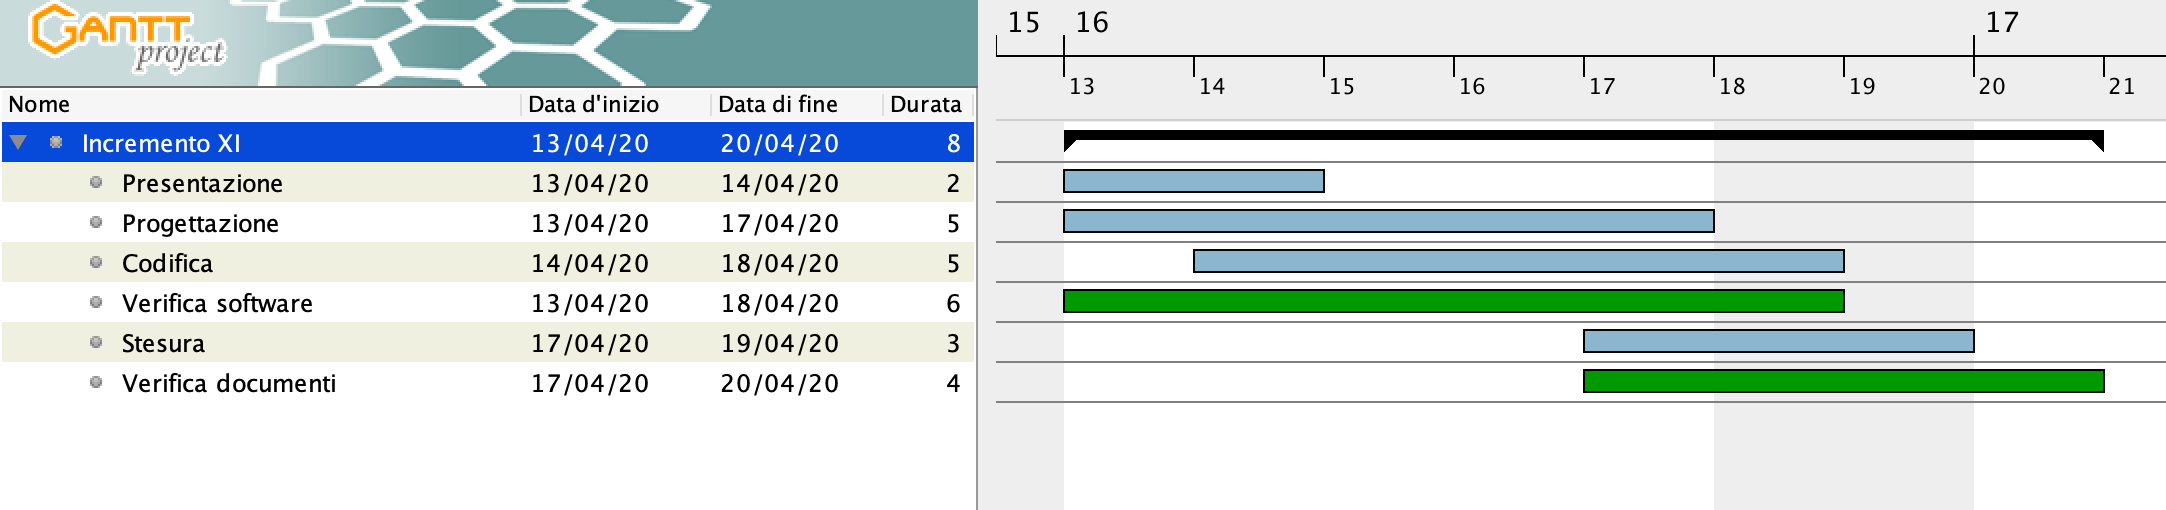 GANTT
project
15 16 17
13 14 15 16 17 18 19 20 21
Nome Data d'inizio Data di fine Durata
Incremento XI 13/04/20 20/04/20 8
Presentazione 13/04/20 14/04/20 2
Progettazione 13/04/20 17/04/20 5
Codifica 14/04/20 18/04/20 5
Verifica software 13/04/20 18/04/20 6
Stesura 17/04/20 19/04/20 3
Verifica documenti 17/04/20 20/04/20 4